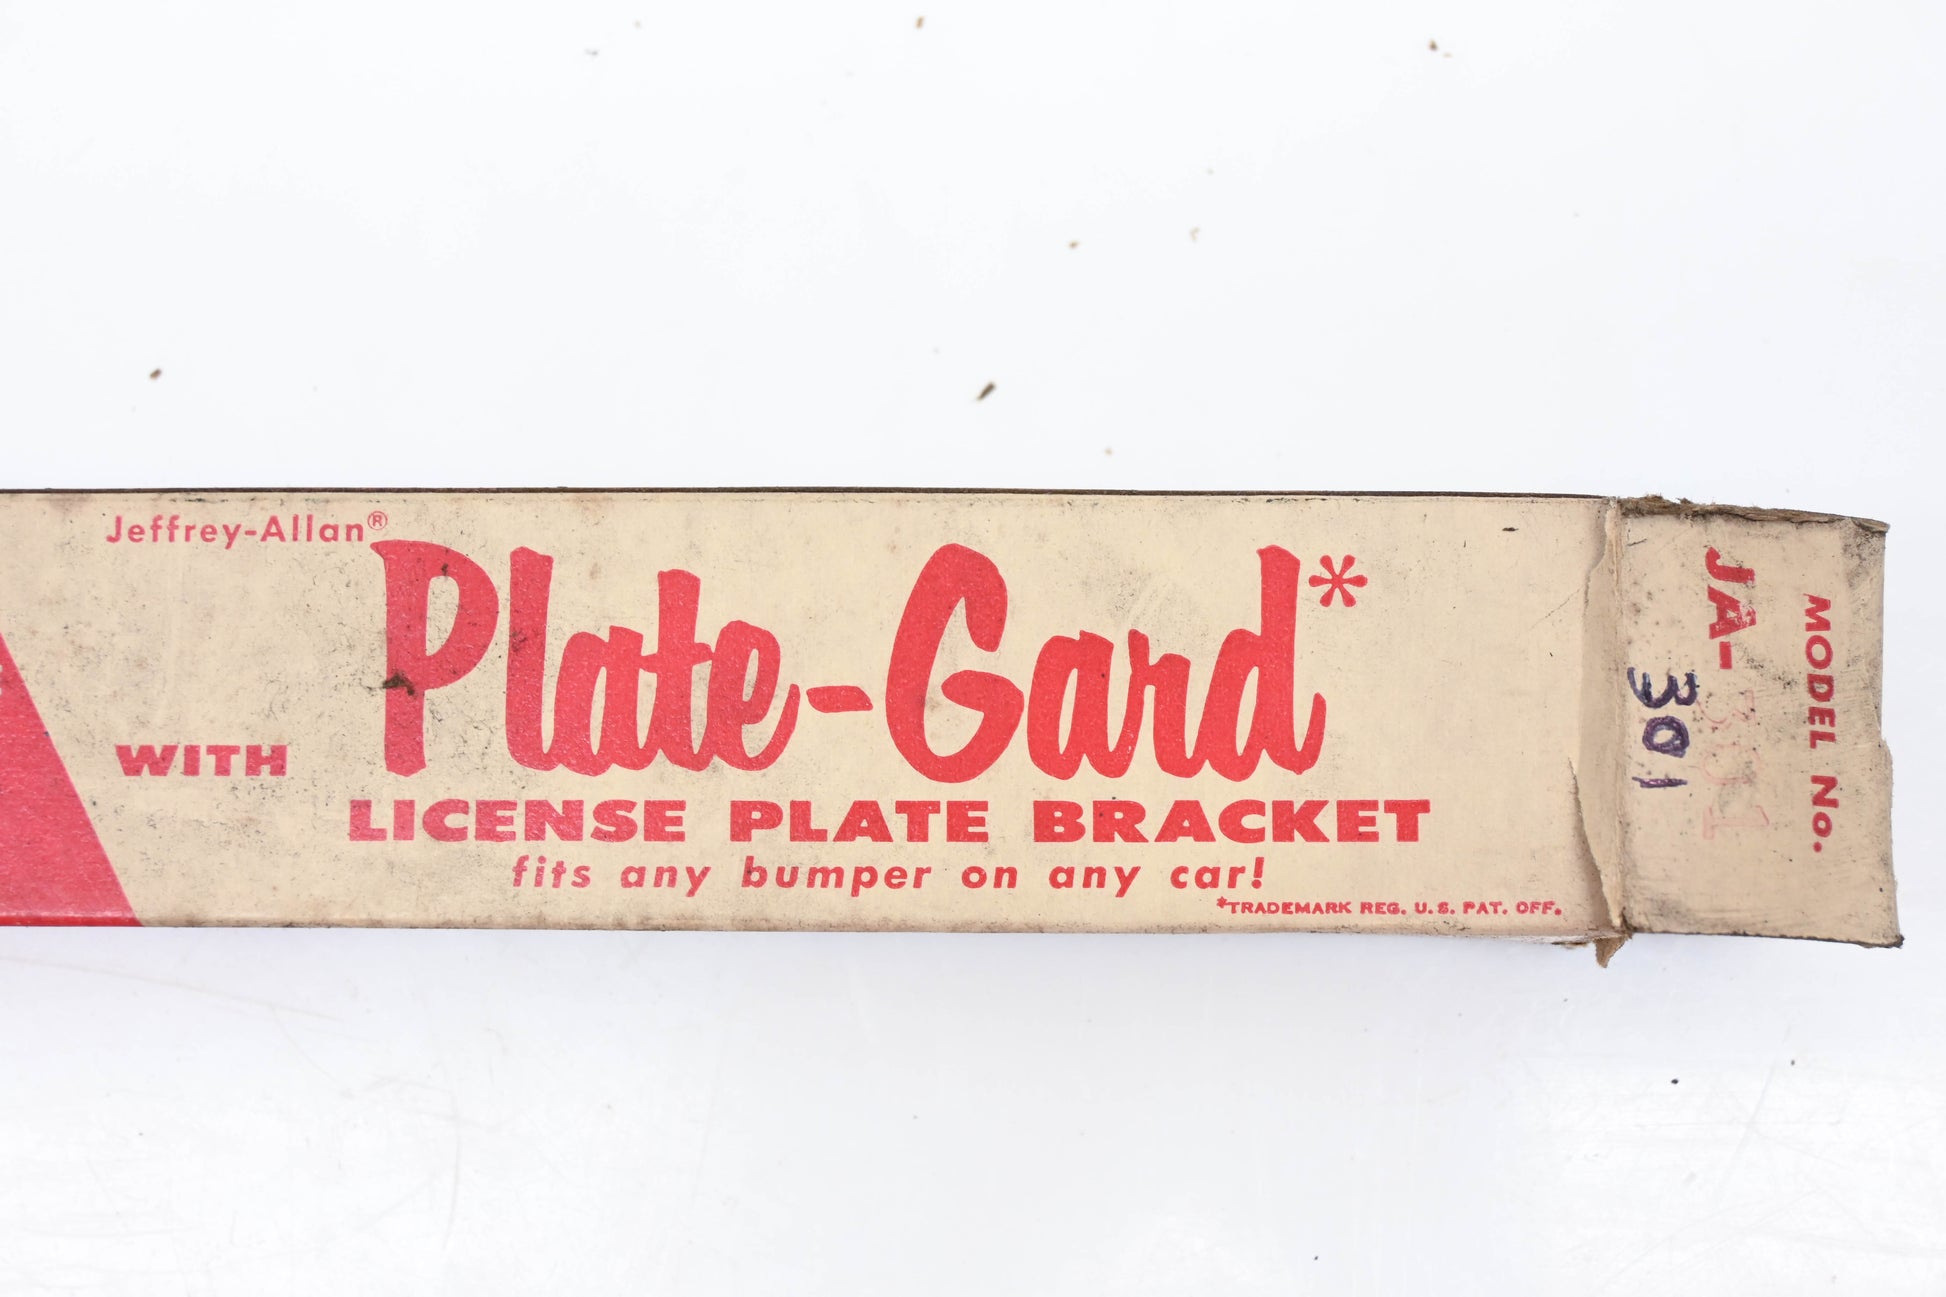 Jeffrey-Allan®
Plate-Gard*
WITH
LICENSE PLATE BRACKET
fits any bumper on any car!
*TRADEMARK REG. U. S. PAT. OFF.
MODEL NO.
JA-301
301